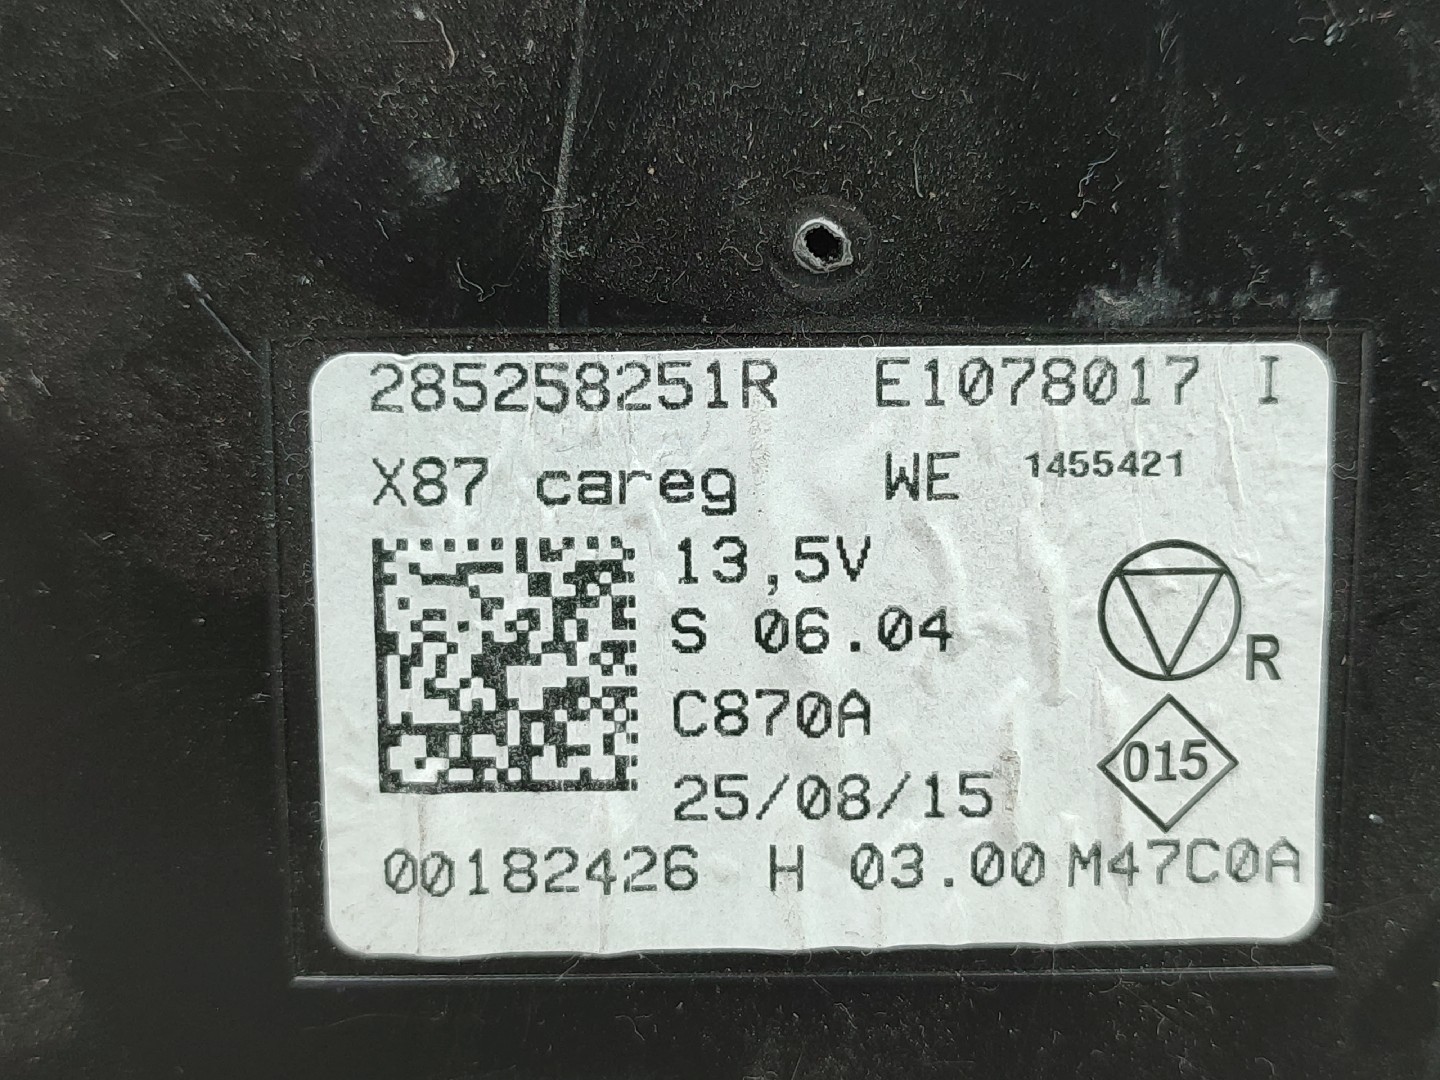 285258251R E1078017 I
X87 careg WE 1455421
13,5V
S 06.04
R
C870A
015
25/08/15
00182426 H 03.00 M47C0A